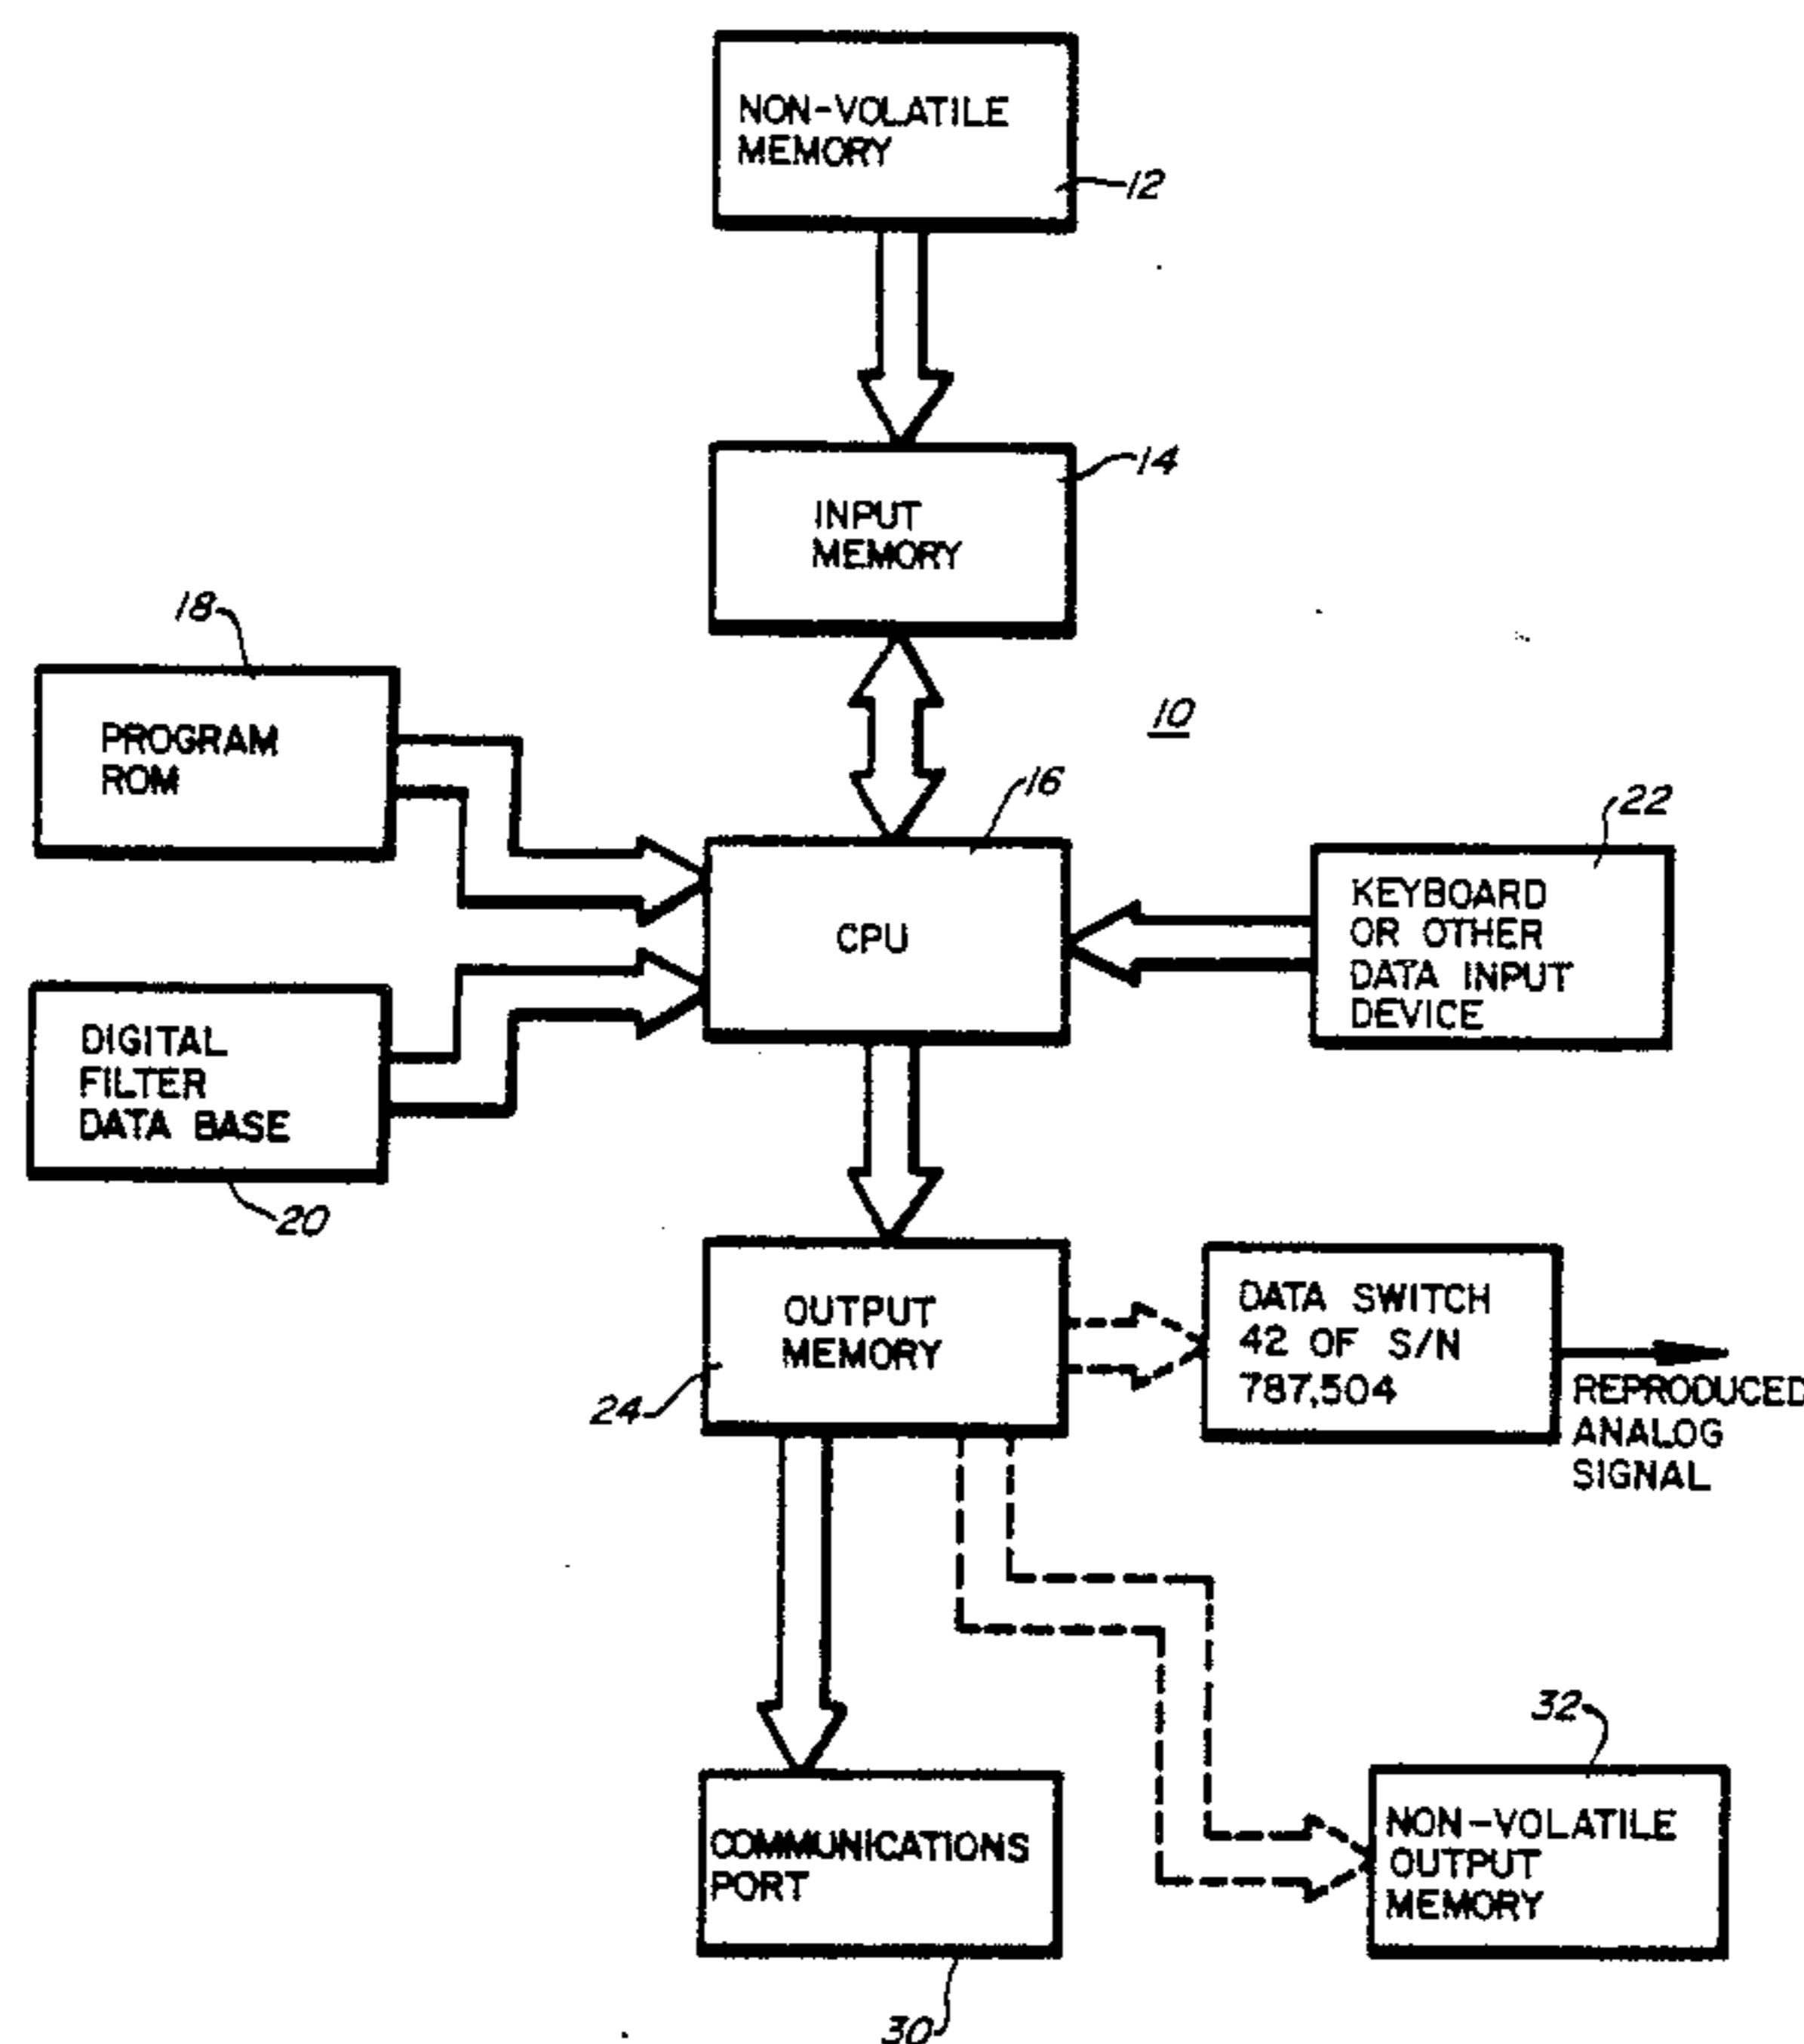 NON-VOLATILE
MEMORY
12
14
INPUT
MEMORY
18
PROGRAM
ROM
10
16
22
CPU
KEYBOARD
OR OTHER
DATA INPUT
DEVICE
DIGITAL
FILTER
DATA BASE
20
OUTPUT
MEMORY
24
DATA SWITCH
42 OF S/N
787,504
REPRODUCED
ANALOG
SIGNAL
32
NON-VOLATILE
OUTPUT
MEMORY
COMMUNICATIONS
PORT
30